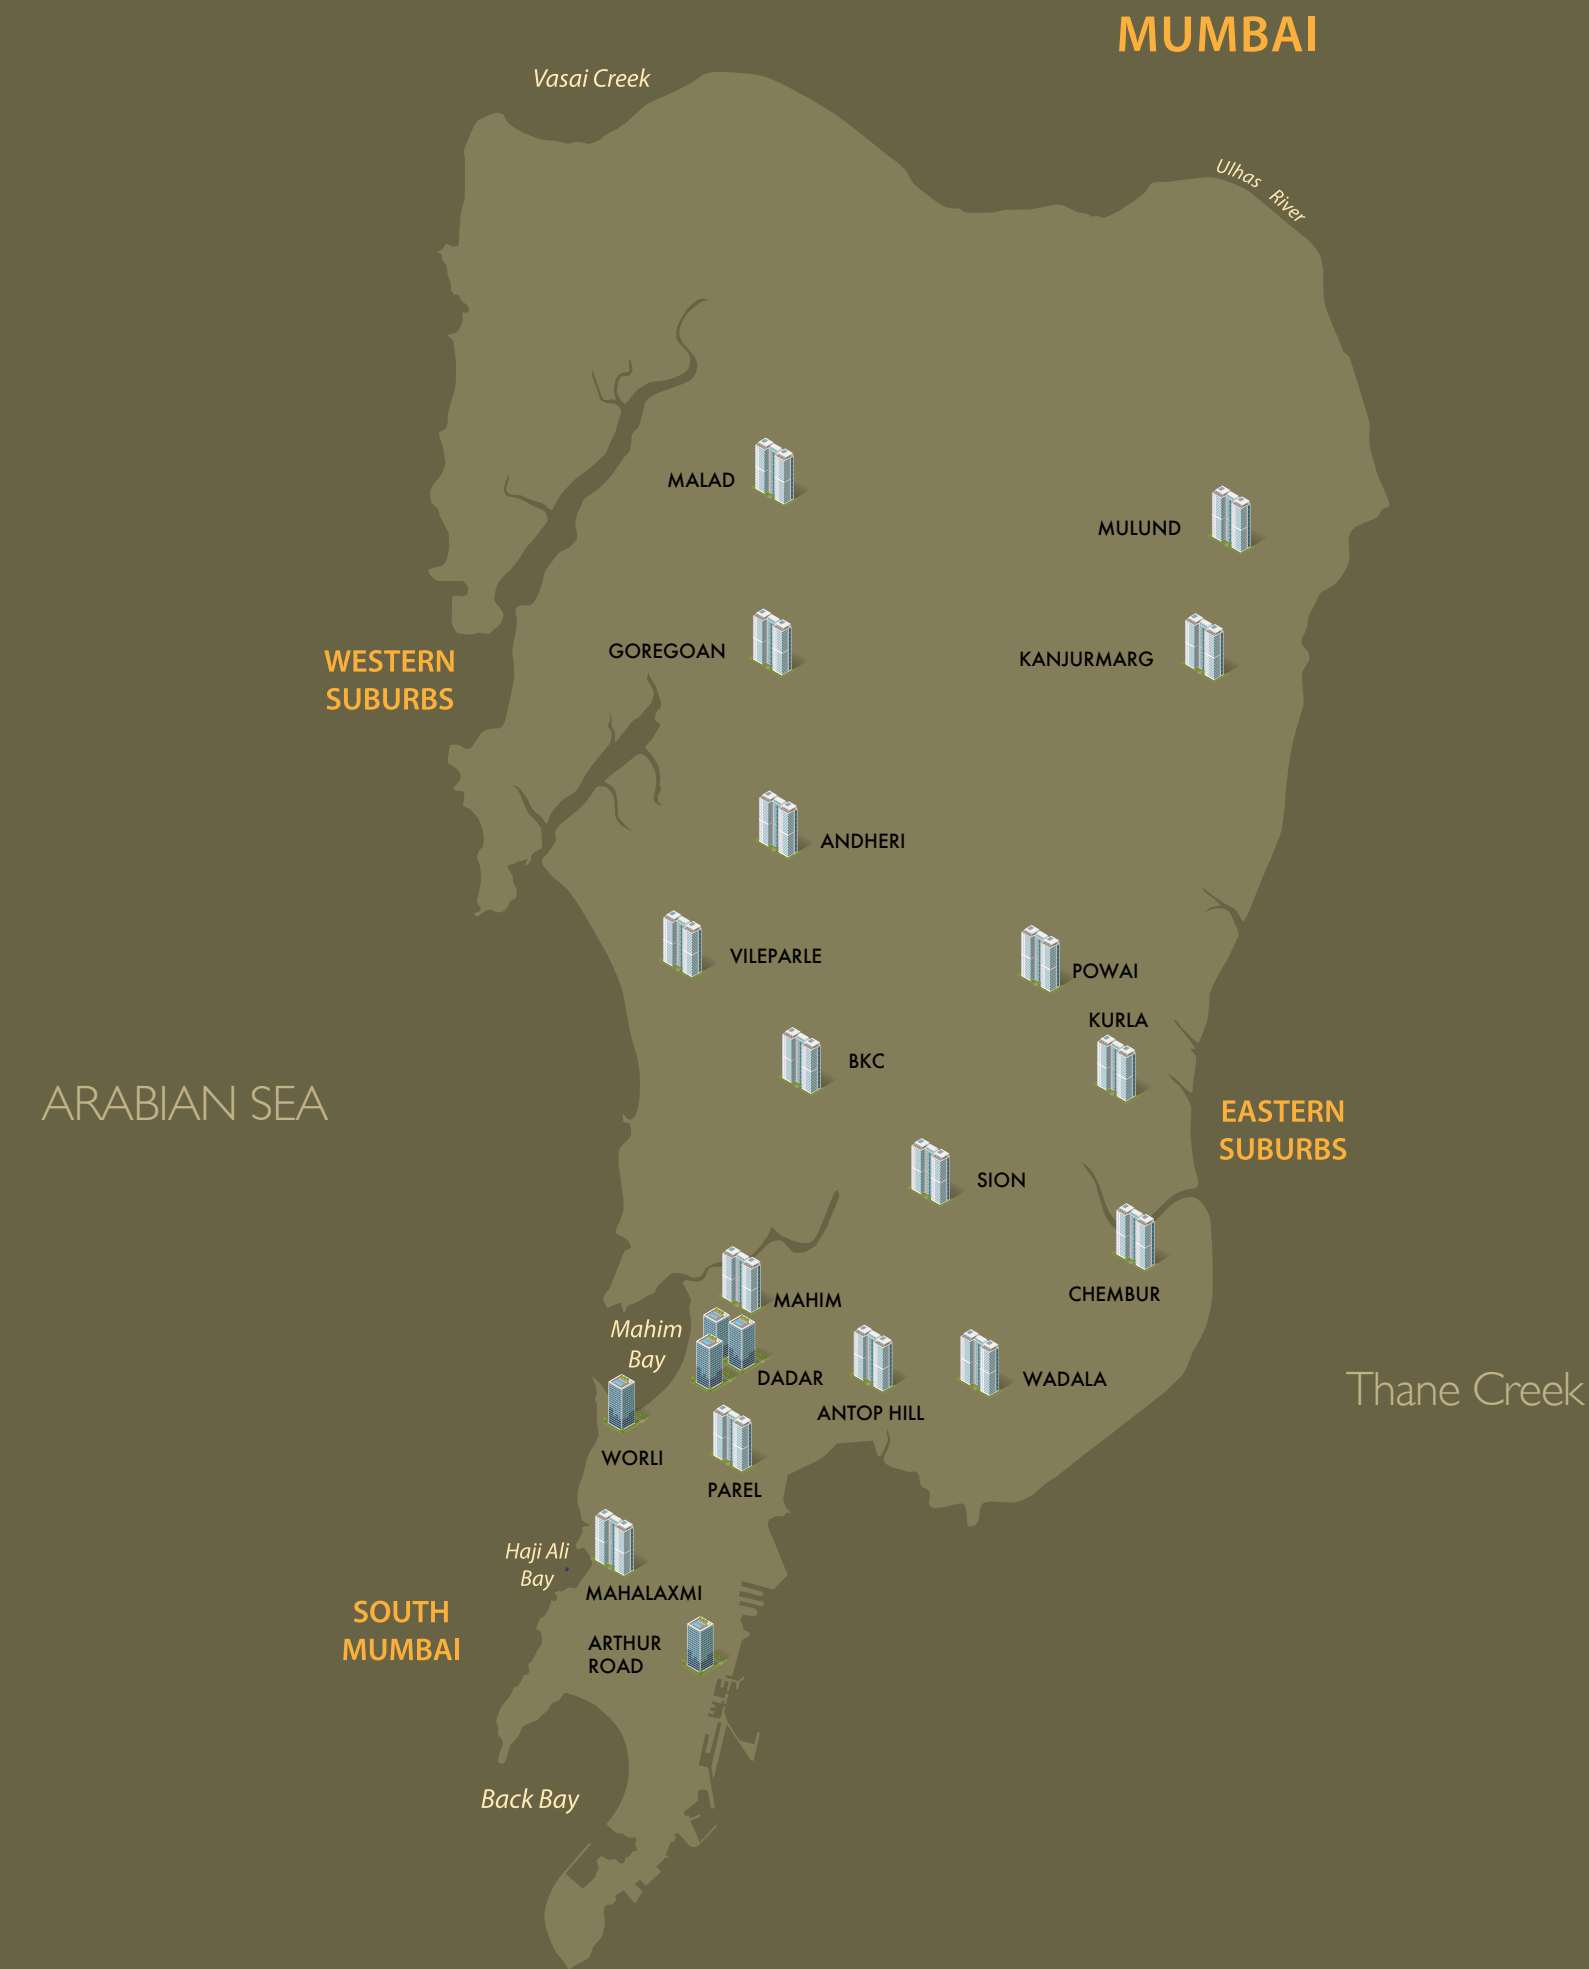 MUMBAI
Vasai Creek
Ulhas River
MALAD
MULUND
GOREGOAN
KANJURMARG
WESTERN
SUBURBS
ANDHERI
VILEPARLE
POWAI
KURLA
BKC
ARABIAN SEA
EASTERN
SUBURBS
SION
CHEMBUR
MAHIM
Mahim
Bay
DADAR
WADALA
Thane Creek
ANTOP HILL
WORLI
PAREL
Haji Ali
Bay
MAHALAXMI
SOUTH
MUMBAI
ARTHUR
ROAD
Back Bay